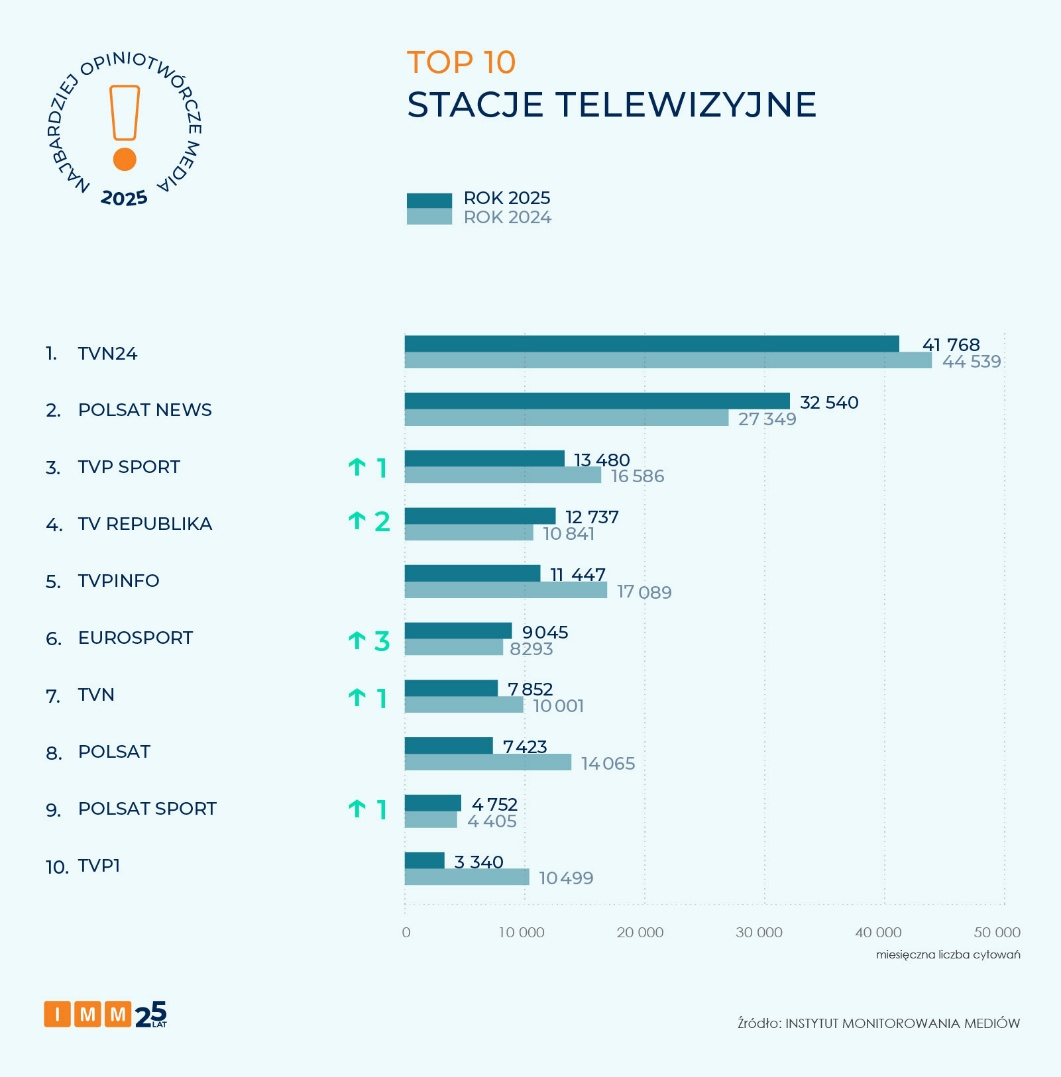 NAJBARDZIEJ OPINIOTWÓRCZE MEDIA
2025
TOP 10
STACJE TELEWIZYJNE
ROK 2025
ROK 2024
1. TVN24 41 768
44 539
2. POLSAT NEWS 32 540
27 349
3. TVP SPORT ↑ 1 13 480
16 586
4. TV REPUBLIKA ↑ 2 12 737
10 841
5. TVPINFO 11 447
17 089
6. EUROSPORT ↑ 3 9045
8293
7. TVN ↑ 1 7 852
10 001
8. POLSAT 7 423
14 065
9. POLSAT SPORT ↑ 1 4 752
4 405
10. TVP1 3 340
10 499
0 10 000 20 000 30 000 40 000 50 000
miesięczna liczba cytowań
IMM 25 LAT
Źródło: INSTYTUT MONITOROWANIA MEDIÓW